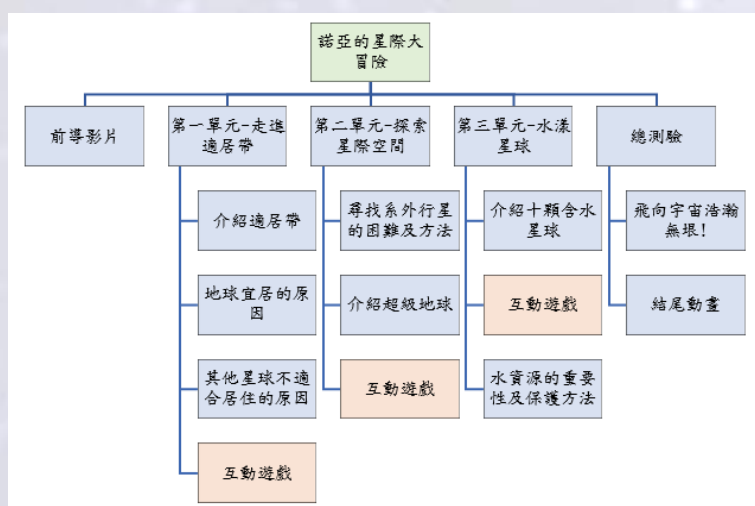 諾亞的星際大
冒險
前導影片
第一單元-走進
適居帶
第二單元-探索
星際空間
第三單元-水漾
星球
總測驗
介紹適居帶
地球宜居的原
因
其他星球不適
合居住的原因
互動遊戲
尋找系外行星
的困難及方法
介紹超級地球
互動遊戲
介紹十顆含水
星球
互動遊戲
水資源的重要
性及保護方法
飛向宇宙浩瀚
無垠!
結尾動畫